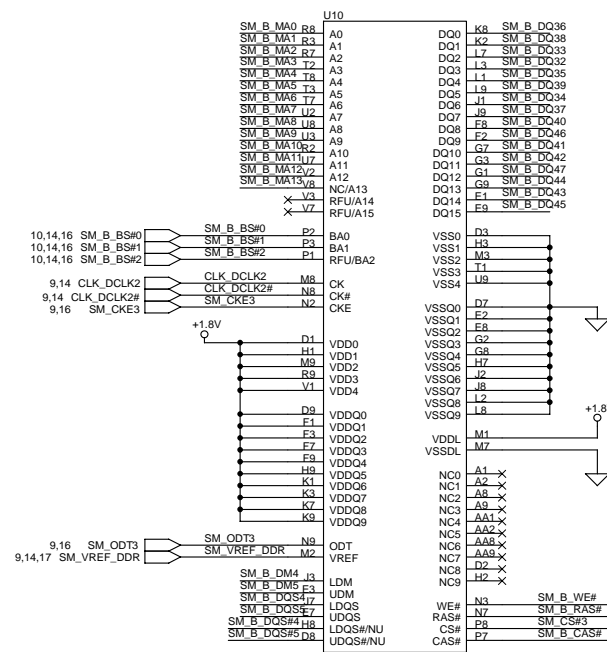 U10
SM_B_MA0 R8 A0 DQ0 K8 SM_B_DQ36
SM_B_MA1 R3 A1 DQ1 K2 SM_B_DQ38
SM_B_MA2 R7 A2 DQ2 L7 SM_B_DQ33
SM_B_MA3 T2 A3 DQ3 L3 SM_B_DQ32
SM_B_MA4 T8 A4 DQ4 L1 SM_B_DQ35
SM_B_MA5 T3 A5 DQ5 L9 SM_B_DQ39
SM_B_MA6 T7 A6 DQ6 J1 SM_B_DQ34
SM_B_MA7 U2 A7 DQ7 J9 SM_B_DQ37
SM_B_MA8 U8 A8 DQ8 F8 SM_B_DQ40
SM_B_MA9 U3 A9 DQ9 F2 SM_B_DQ46
SM_B_MA10 R2 A10 DQ10 G7 SM_B_DQ41
SM_B_MA11 U7 A11 DQ11 G3 SM_B_DQ42
SM_B_MA12 V2 A12 DQ12 G1 SM_B_DQ47
SM_B_MA13 V8 NC/A13 DQ13 G9 SM_B_DQ44
V3 RFU/A14 DQ14 E1 SM_B_DQ43
V7 RFU/A15 DQ15 E9 SM_B_DQ45
10,14,16 SM_B_BS#0 SM_B_BS#0 P2 BA0 VSS0 D3
10,14,16 SM_B_BS#1 SM_B_BS#1 P3 BA1 VSS1 H3
10,14,16 SM_B_BS#2 SM_B_BS#2 P1 RFU/BA2 VSS2 M3
VSS3 T1
9,14 CLK_DCLK2 CLK_DCLK2 M8 CK VSS4 U9
9,14 CLK_DCLK2# CLK_DCLK2# N8 CK#
9,16 SM_CKE3 SM_CKE3 N2 CKE VSSQ0 D7
VSSQ1 E2
+1.8V
VSSQ2 E8
VDD0 D1 VSSQ3 G2
VDD1 H1 VSSQ4 G8
VDD2 M9 VSSQ5 H7
VDD3 R9 VSSQ6 J2
VDD4 V1 VSSQ7 J8
VSSQ8 L2
VDDQ0 D9 VSSQ9 L8
+1.8
VDDQ1 F1
VDDQ2 F3 VDDL M1
VDDQ3 F7 VSSDL M7
VDDQ4 F9
VDDQ5 H9 NC0 A1
VDDQ6 K1 NC1 A2
VDDQ7 K3 NC2 A8
VDDQ8 K7 NC3 A9
VDDQ9 K9 NC4 AA1
NC5 AA2
9,16 SM_ODT3 SM_ODT3 N9 ODT NC6 AA8
9,14,17 SM_VREF_DDR SM_VREF_DDR M2 VREF NC7 AA9
NC8 D2
SM_B_DM4 J3 LDM NC9 H2
SM_B_DM5 E3 UDM
SM_B_DQS4 J7 LDQS WE# N3 SM_B_WE#
SM_B_DQS5 E7 UDQS RAS# N7 SM_B_RAS#
SM_B_DQS#4 H8 LDQS#/NU CS# P8 SM_CS#3
SM_B_DQS#5 D8 UDQS#/NU CAS# P7 SM_B_CAS#